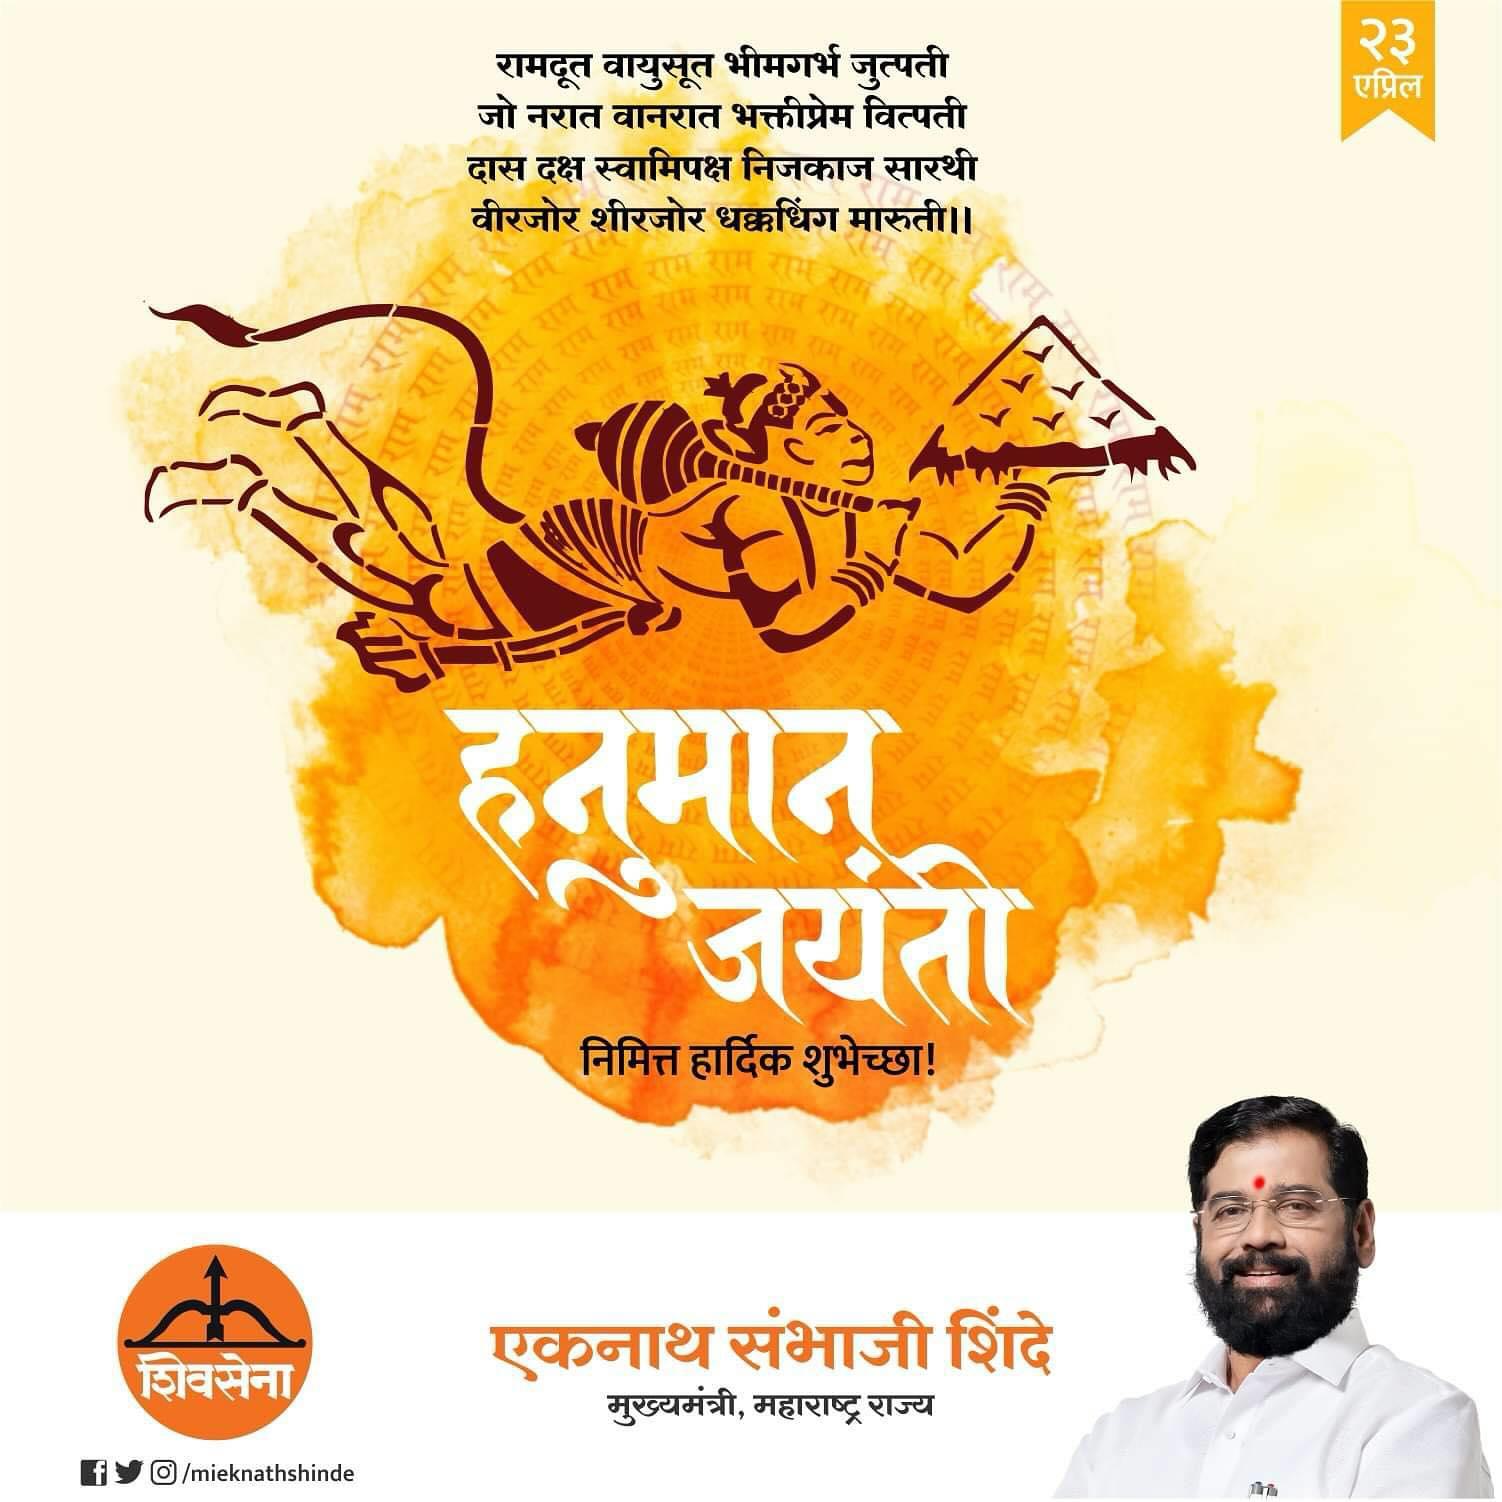 २३
एप्रिल
रामदूत वायुसूत भीमगर्भ जुत्पती
जो नरात वानरात भक्तीप्रेम वित्पती
दास दक्ष स्वामिपक्ष निजकाज सारथी
वीरजोर शीरजोर धक्कधिंग मारुती।।
राम राम राम राम राम राम राम राम
हनुमान
जयंती
निमित्त हार्दिक शुभेच्छा!
शिवसेना
एकनाथ संभाजी शिंदे
मुख्यमंत्री, महाराष्ट्र राज्य
/mieknathshinde